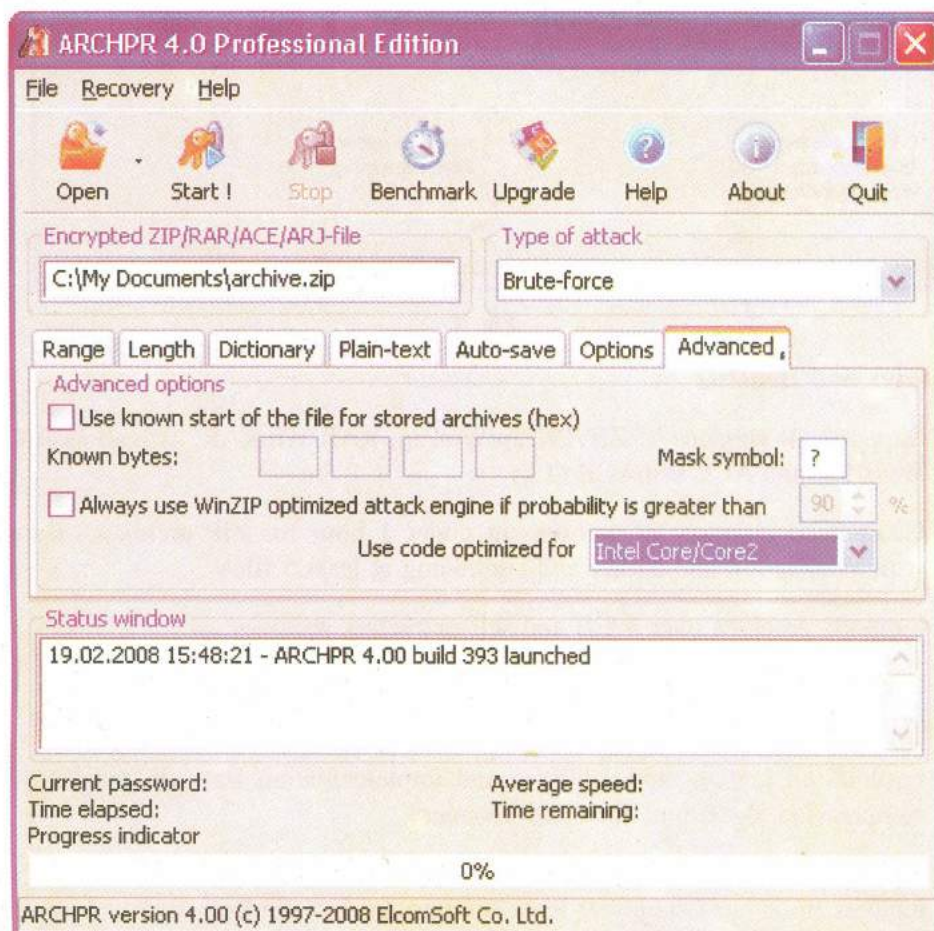 ARCHPR 4.0 Professional Edition
File Recovery Help
Open Start ! Stop Benchmark Upgrade Help About Quit
Encrypted ZIP/RAR/ACE/ARJ-file
Type of attack
C:\My Documents\archive.zip
Brute-force
Range Length Dictionary Plain-text Auto-save Options Advanced
Advanced options
Use known start of the file for stored archives (hex)
Known bytes:
Mask symbol: ?
Always use WinZIP optimized attack engine if probability is greater than 90 %
Use code optimized for Intel Core/Core2
Status window
19.02.2008 15:48:21 - ARCHPR 4.00 build 393 launched
Current password:
Average speed:
Time elapsed:
Time remaining:
Progress indicator
0%
ARCHPR version 4.00 (c) 1997-2008 ElcomSoft Co. Ltd.